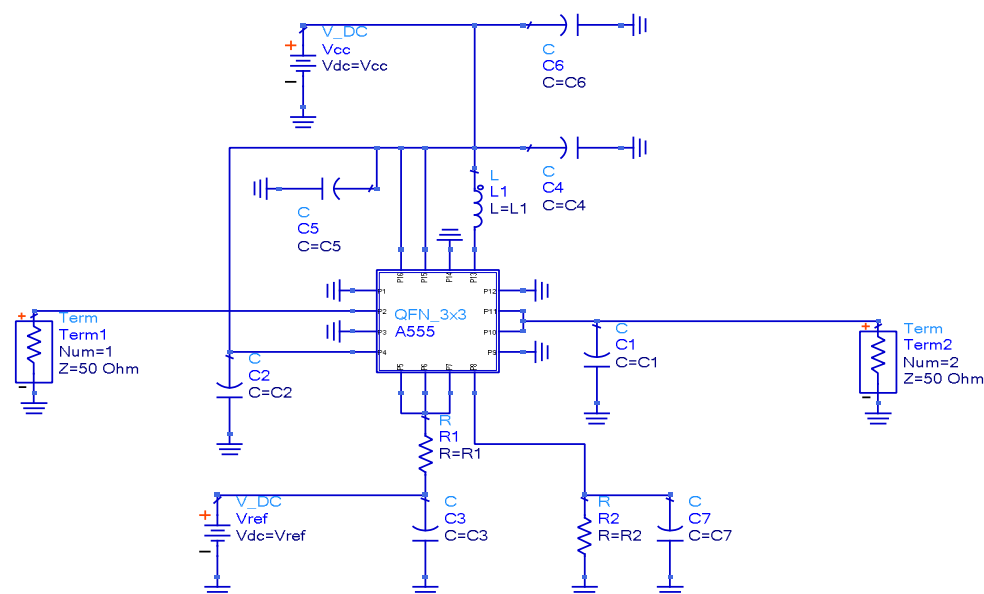 V_DC
Vcc
Vdc=Vcc
C
C6
C=C6
C
C4
C=C4
L
L1
L=L1
C
C5
C=C5
P16
P15
P14
P13
P1
P2
P3
P4
QFN_3x3
A555
P12
P11
P10
P9
P5
P6
P7
P8
Term
Term1
Num=1
Z=50 Ohm
C
C2
C=C2
C
C1
C=C1
Term
Term2
Num=2
Z=50 Ohm
R
R1
R=R1
V_DC
Vref
Vdc=Vref
C
C3
C=C3
R
R2
R=R2
C
C7
C=C7